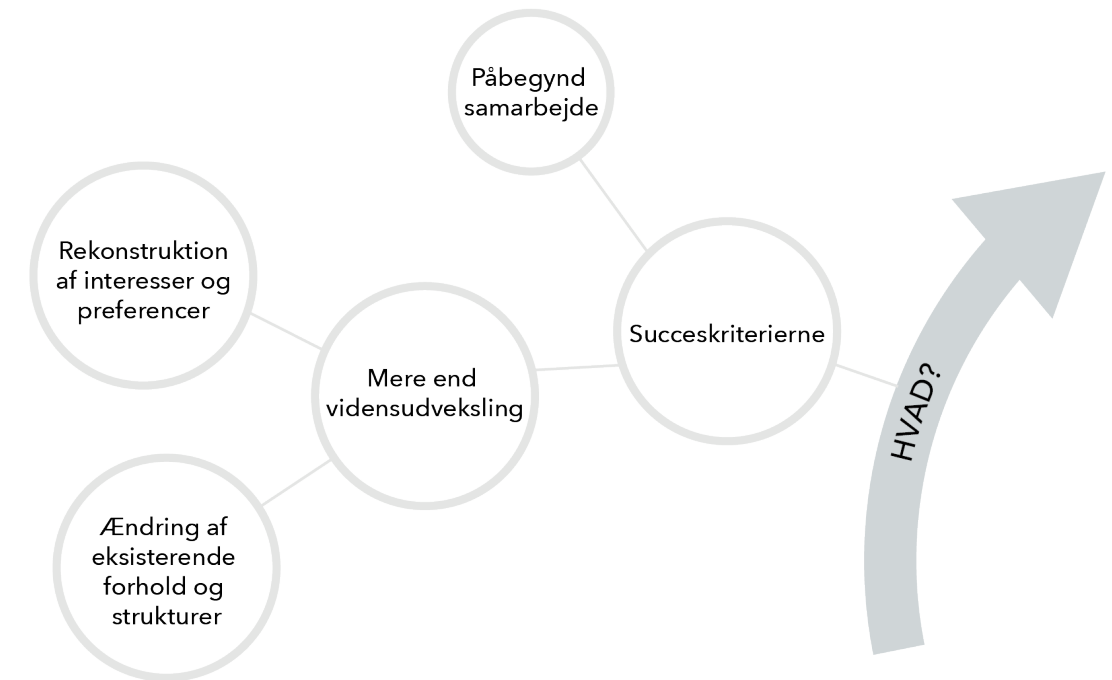 Påbegynd
samarbejde
Rekonstruktion
af interesser og
preferencer
Mere end
vidensudveksling
Succeskriterierne
HVAD?
Ændring af
eksisterende
forhold og
strukturer